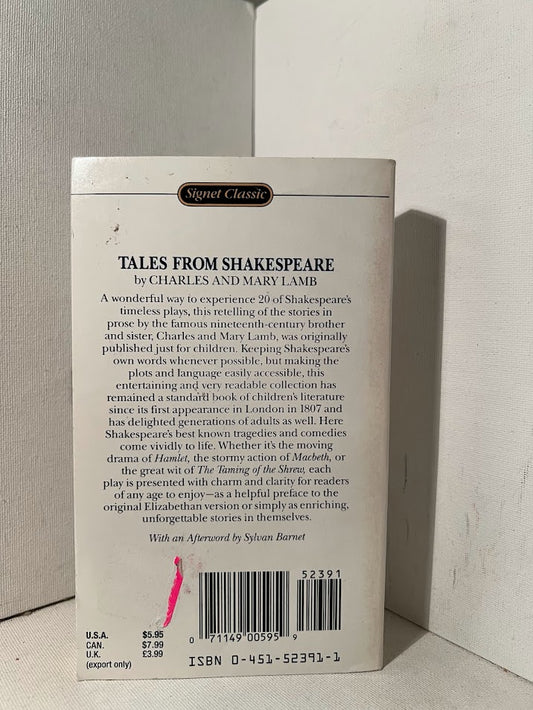 Signet Classic
TALES FROM SHAKESPEARE
by CHARLES AND MARY LAMB
A wonderful way to experience 20 of Shakespeare's
timeless plays, this retelling of the stories in
prose by the famous nineteenth-century brother
and sister, Charles and Mary Lamb, was originally
published just for children. Keeping Shakespeare's
own words whenever possible, but making the
plots and language easily accessible, this
entertaining and very readable collection has
remained a standard book of children's literature
since its first appearance in London in 1807 and
has delighted generations of adults as well. Here
Shakespeare's best known tragedies and comedies
come vividly to life. Whether it's the moving
drama of Hamlet, the stormy action of Macbeth, or
the great wit of The Taming of the Shrew, each
play is presented with charm and clarity for readers
of any age to enjoy—as a helpful preface to the
original Elizabethan version or simply as enriching,
unforgettable stories in themselves.
With an Afterword by Sylvan Barnet
52391
U.S.A. $5.95
CAN. $7.99
U.K. £3.99
(export only)
0 71149 00595 9
ISBN 0-451-52391-1